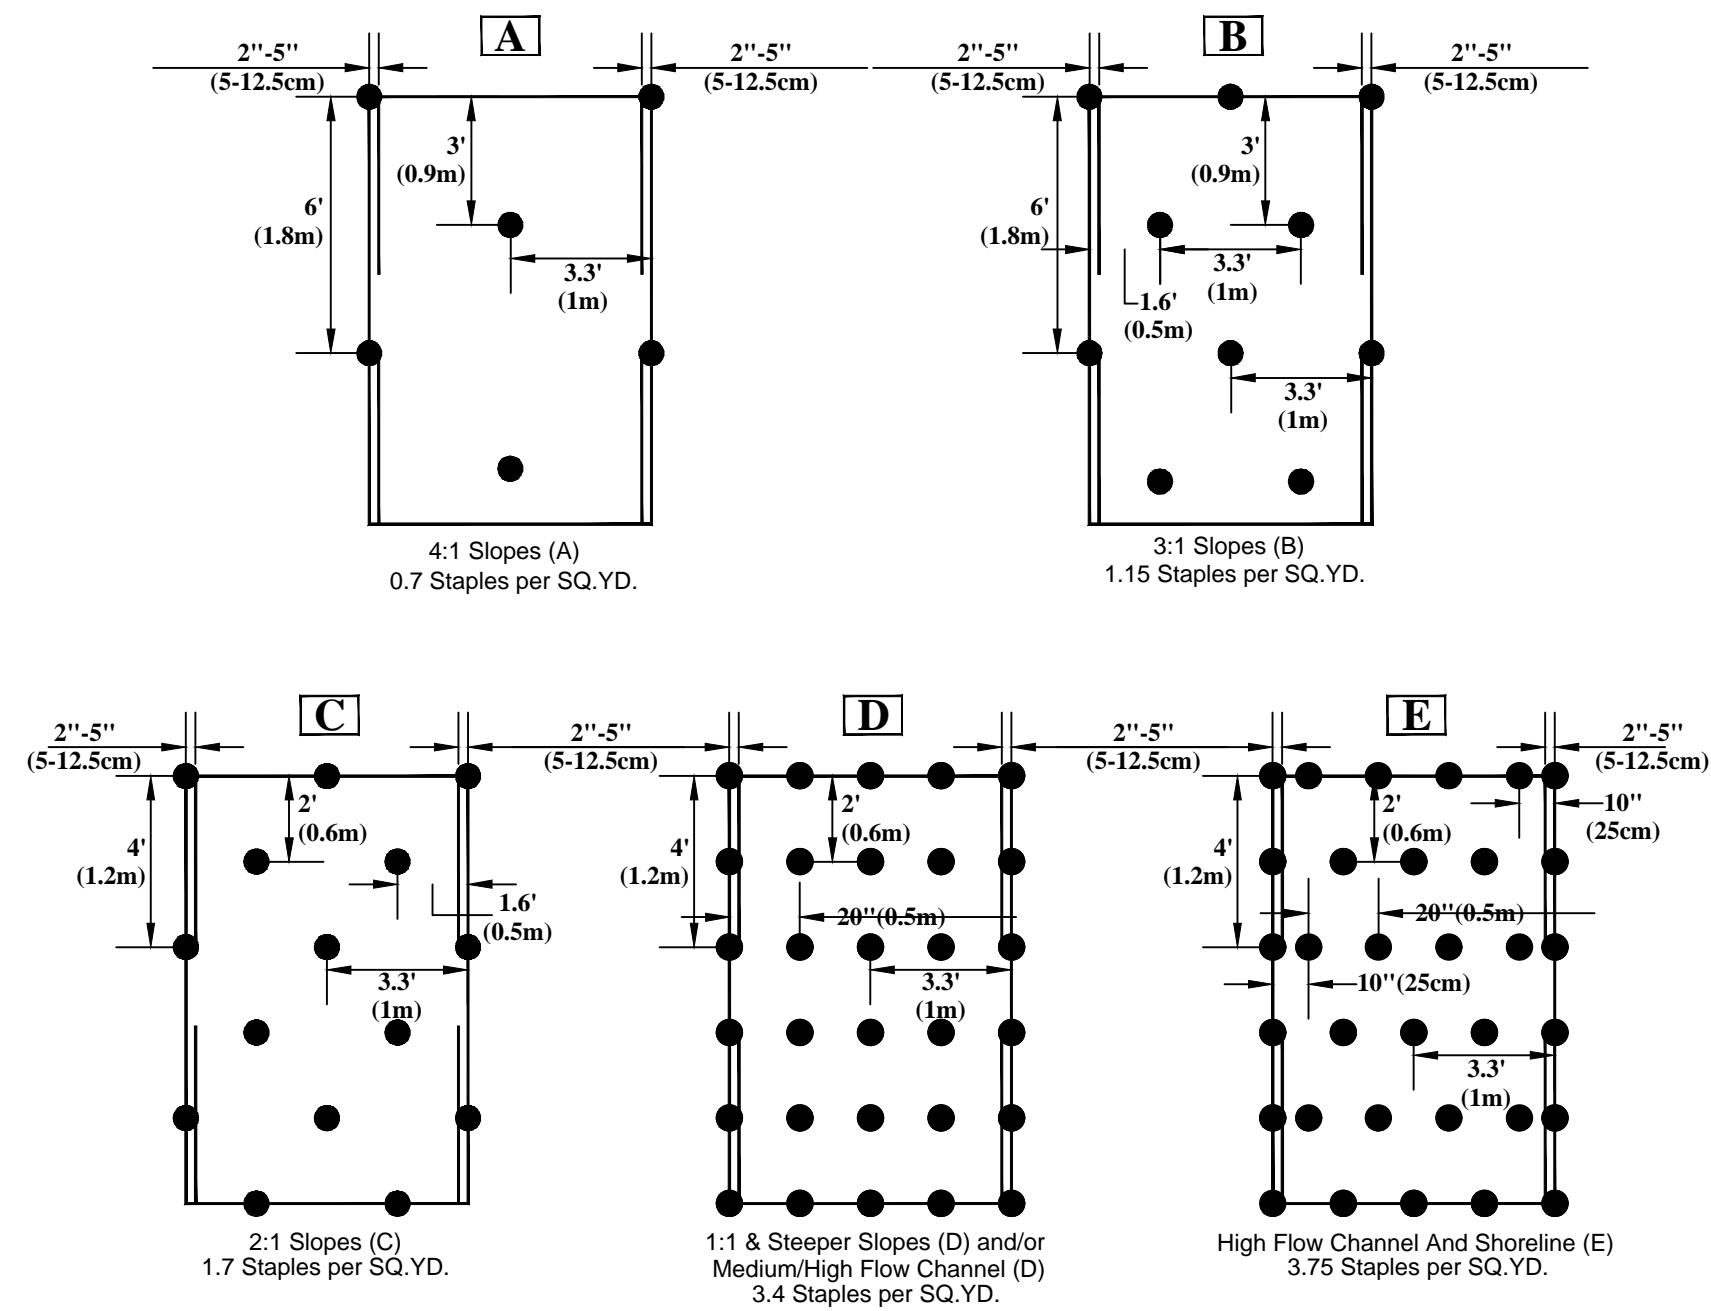 A
2"-5"
(5-12.5cm)
2"-5"
(5-12.5cm)
3'
(0.9m)
6'
(1.8m)
3.3'
(1m)
4:1 Slopes (A)
0.7 Staples per SQ.YD.
B
2"-5"
(5-12.5cm)
2"-5"
(5-12.5cm)
3'
(0.9m)
6'
(1.8m)
3.3'
(1m)
1.6'
(0.5m)
3.3'
(1m)
3:1 Slopes (B)
1.15 Staples per SQ.YD.
C
2"-5"
(5-12.5cm)
2"-5"
(5-12.5cm)
2'
(0.6m)
4'
(1.2m)
1.6'
(0.5m)
3.3'
(1m)
2:1 Slopes (C)
1.7 Staples per SQ.YD.
D
2"-5"
(5-12.5cm)
2'
(0.6m)
4'
(1.2m)
20"(0.5m)
3.3'
(1m)
1:1 & Steeper Slopes (D) and/or
Medium/High Flow Channel (D)
3.4 Staples per SQ.YD.
E
2"-5"
(5-12.5cm)
2'
(0.6m)
10"
(25cm)
4'
(1.2m)
20"(0.5m)
10"(25cm)
3.3'
(1m)
High Flow Channel And Shoreline (E)
3.75 Staples per SQ.YD.